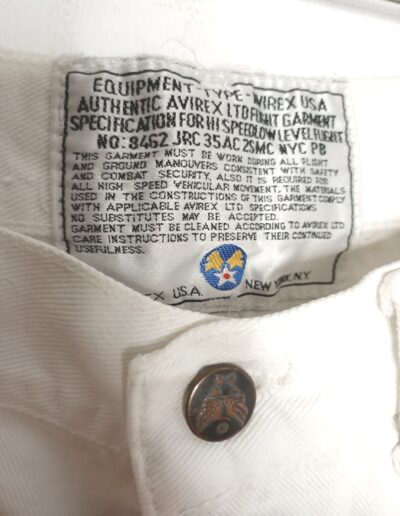 EQUIPMENT-TYPE-VIREX USA
AUTHENTIC AVIREX LTD FLIGHT GARMENT
SPECIFICATION FOR HI SPEED LOW LEVEL FLIGHT
NO: 8462 JRC 35 AC 2SMC NYC PB
THIS GARMENT MUST BE WORN DURING ALL FLIGHT
AND GROUND MANOUVERS CONSISTENT WITH SAFETY
AND COMBAT SECURITY, ALSO IT IS REQUIRED FOR
ALL HIGH SPEED VEHICULAR MOVEMENT, THE MATERIALS
USED IN THE CONSTRUCTIONS OF THIS GARMENT COMPLY
WITH APPLICABLE AVIREX LTD SPECIFICATIONS
NO SUBSTITUTES MAY BE ACCEPTED.
GARMENT MUST BE CLEANED ACCORDING TO AVIREX LTD
CARE INSTRUCTIONS TO PRESERVE THEIR CONTINUED
USEFULNESS.
EX U.S.A. NEW YORK, N.Y.